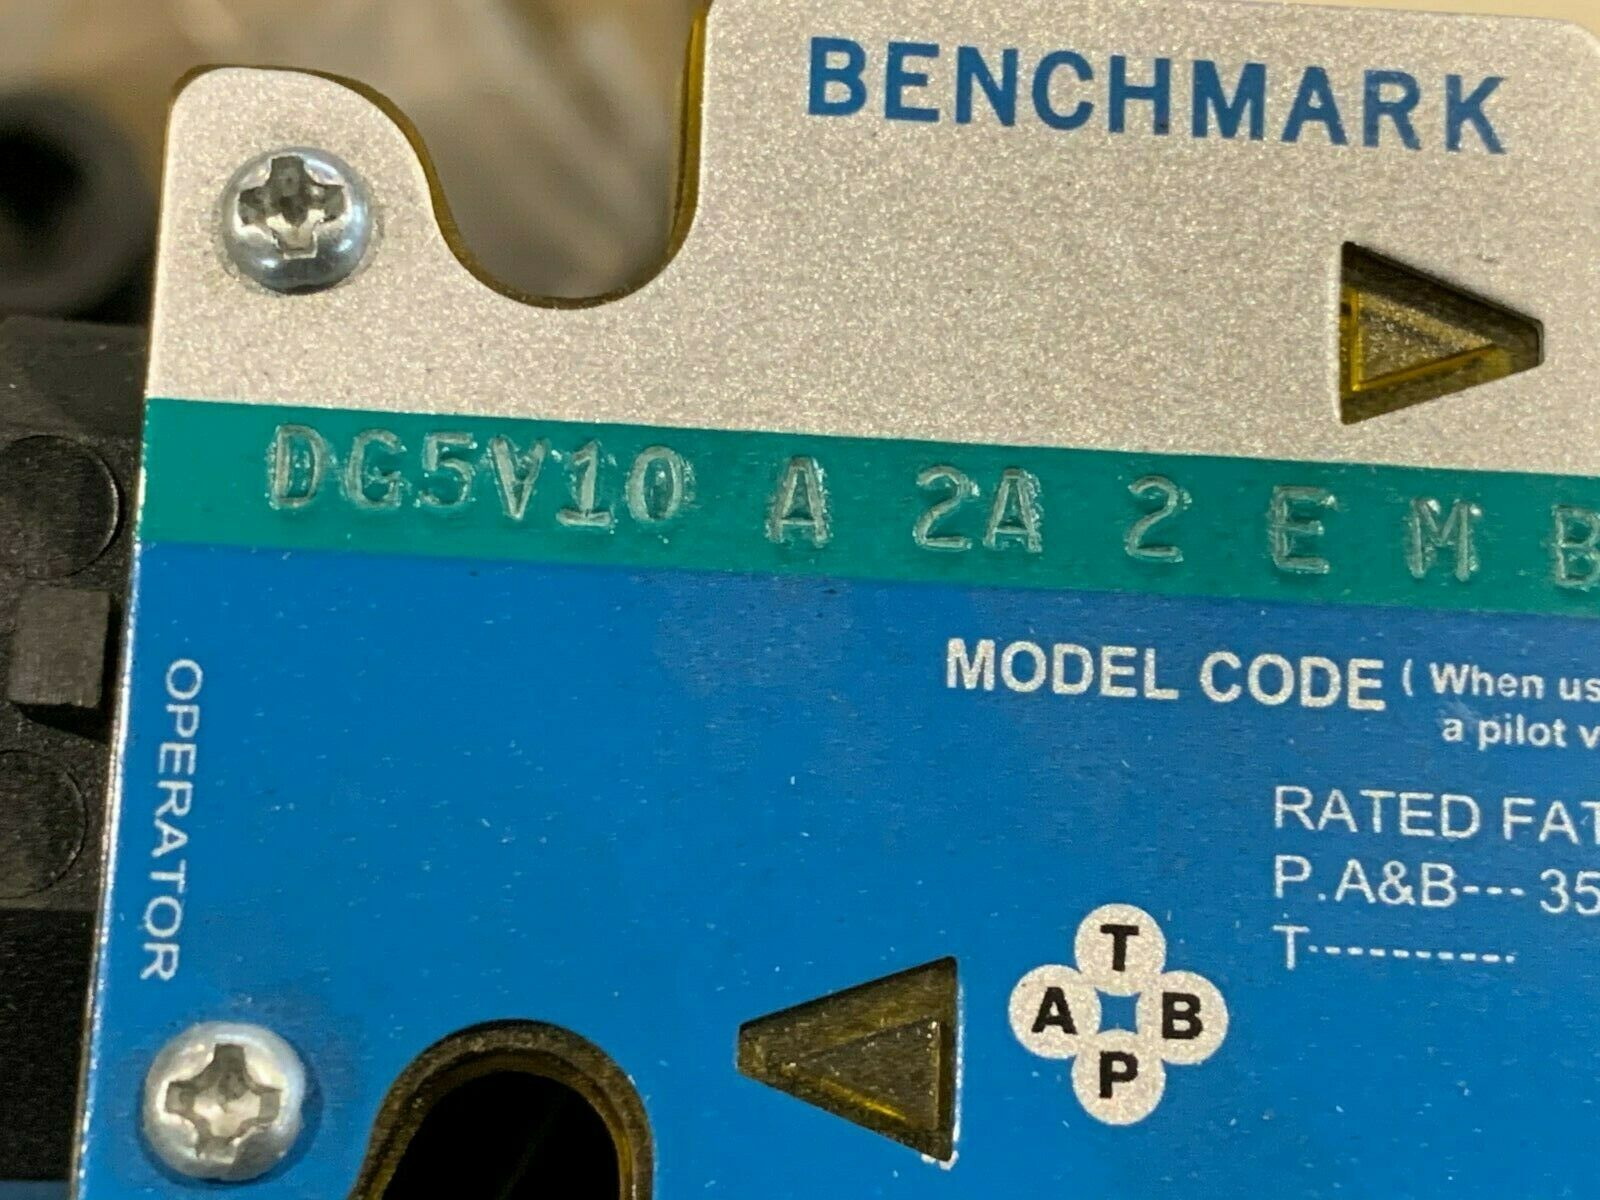 BENCHMARK
DG5V10 A 2A 2 E M B
MODEL CODE ( When us
a pilot v
OPERATOR
RATED FAT
P.A&B--- 35
T----------
T
A B
P